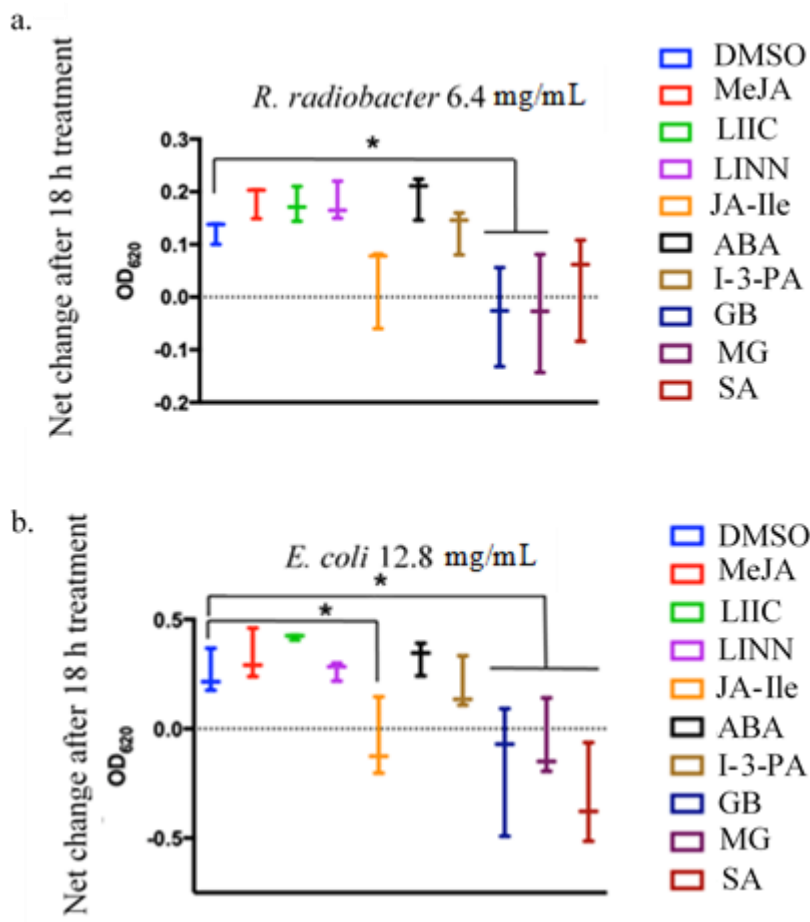 a.
R. radiobacter 6.4 mg/mL
Net change after 18 h treatment
OD620
0.3
0.2
0.1
0.0
-0.1
-0.2
*
DMSO
MeJA
LIIC
LINN
JA-Ile
ABA
I-3-PA
GB
MG
SA
b.
E. coli 12.8 mg/mL
Net change after 18 h treatment
OD620
0.5
0.0
-0.5
*
*
DMSO
MeJA
LIIC
LINN
JA-Ile
ABA
I-3-PA
GB
MG
SA